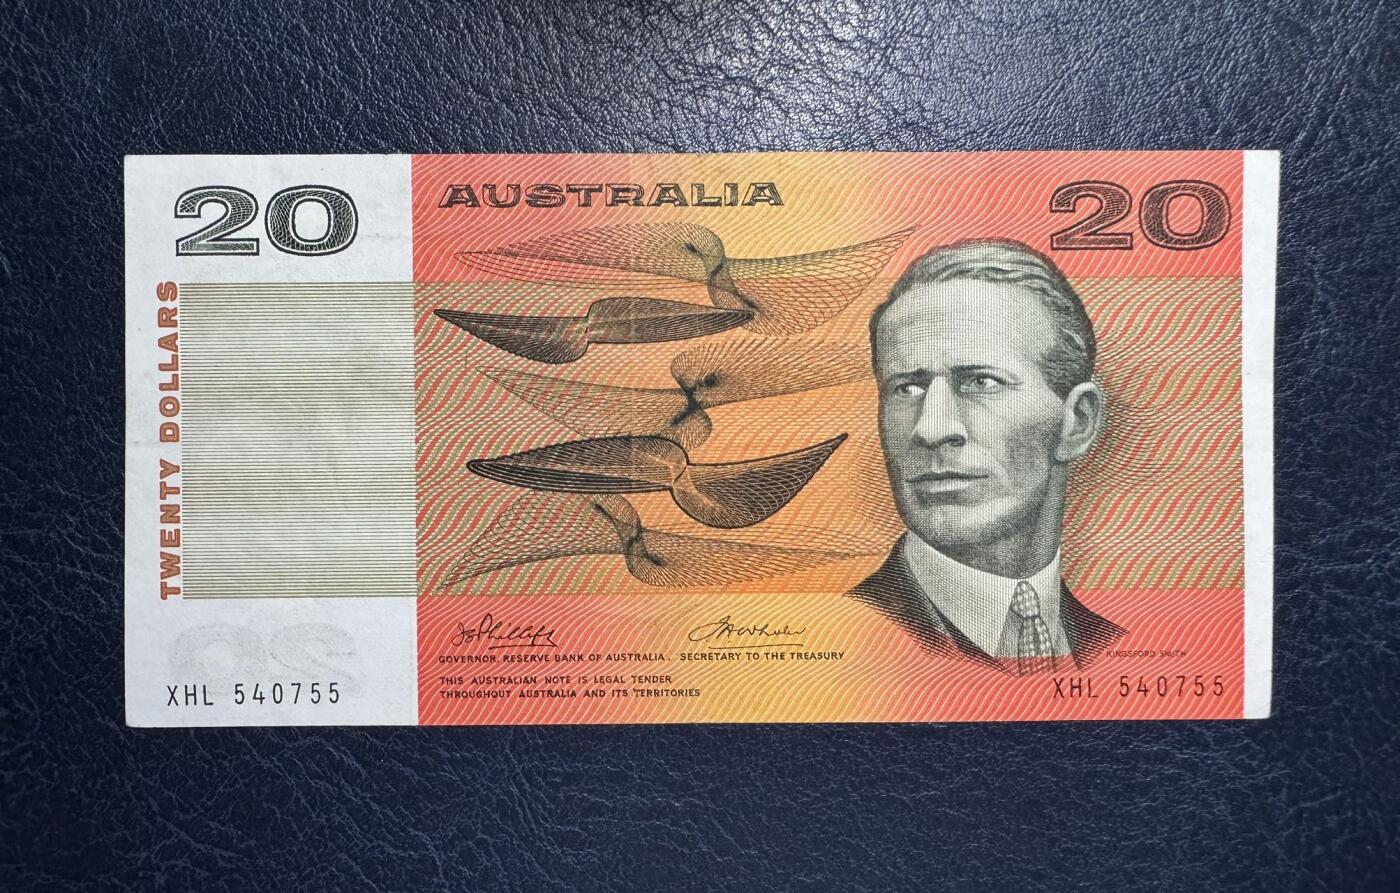 20
AUSTRALIA
20
TWENTY DOLLARS
GOVERNOR, RESERVE BANK OF AUSTRALIA. SECRETARY TO THE TREASURY
KINGSFORD SMITH
THIS AUSTRALIAN NOTE IS LEGAL TENDER
THROUGHOUT AUSTRALIA AND ITS TERRITORIES
XHL 540755
XHL 540755